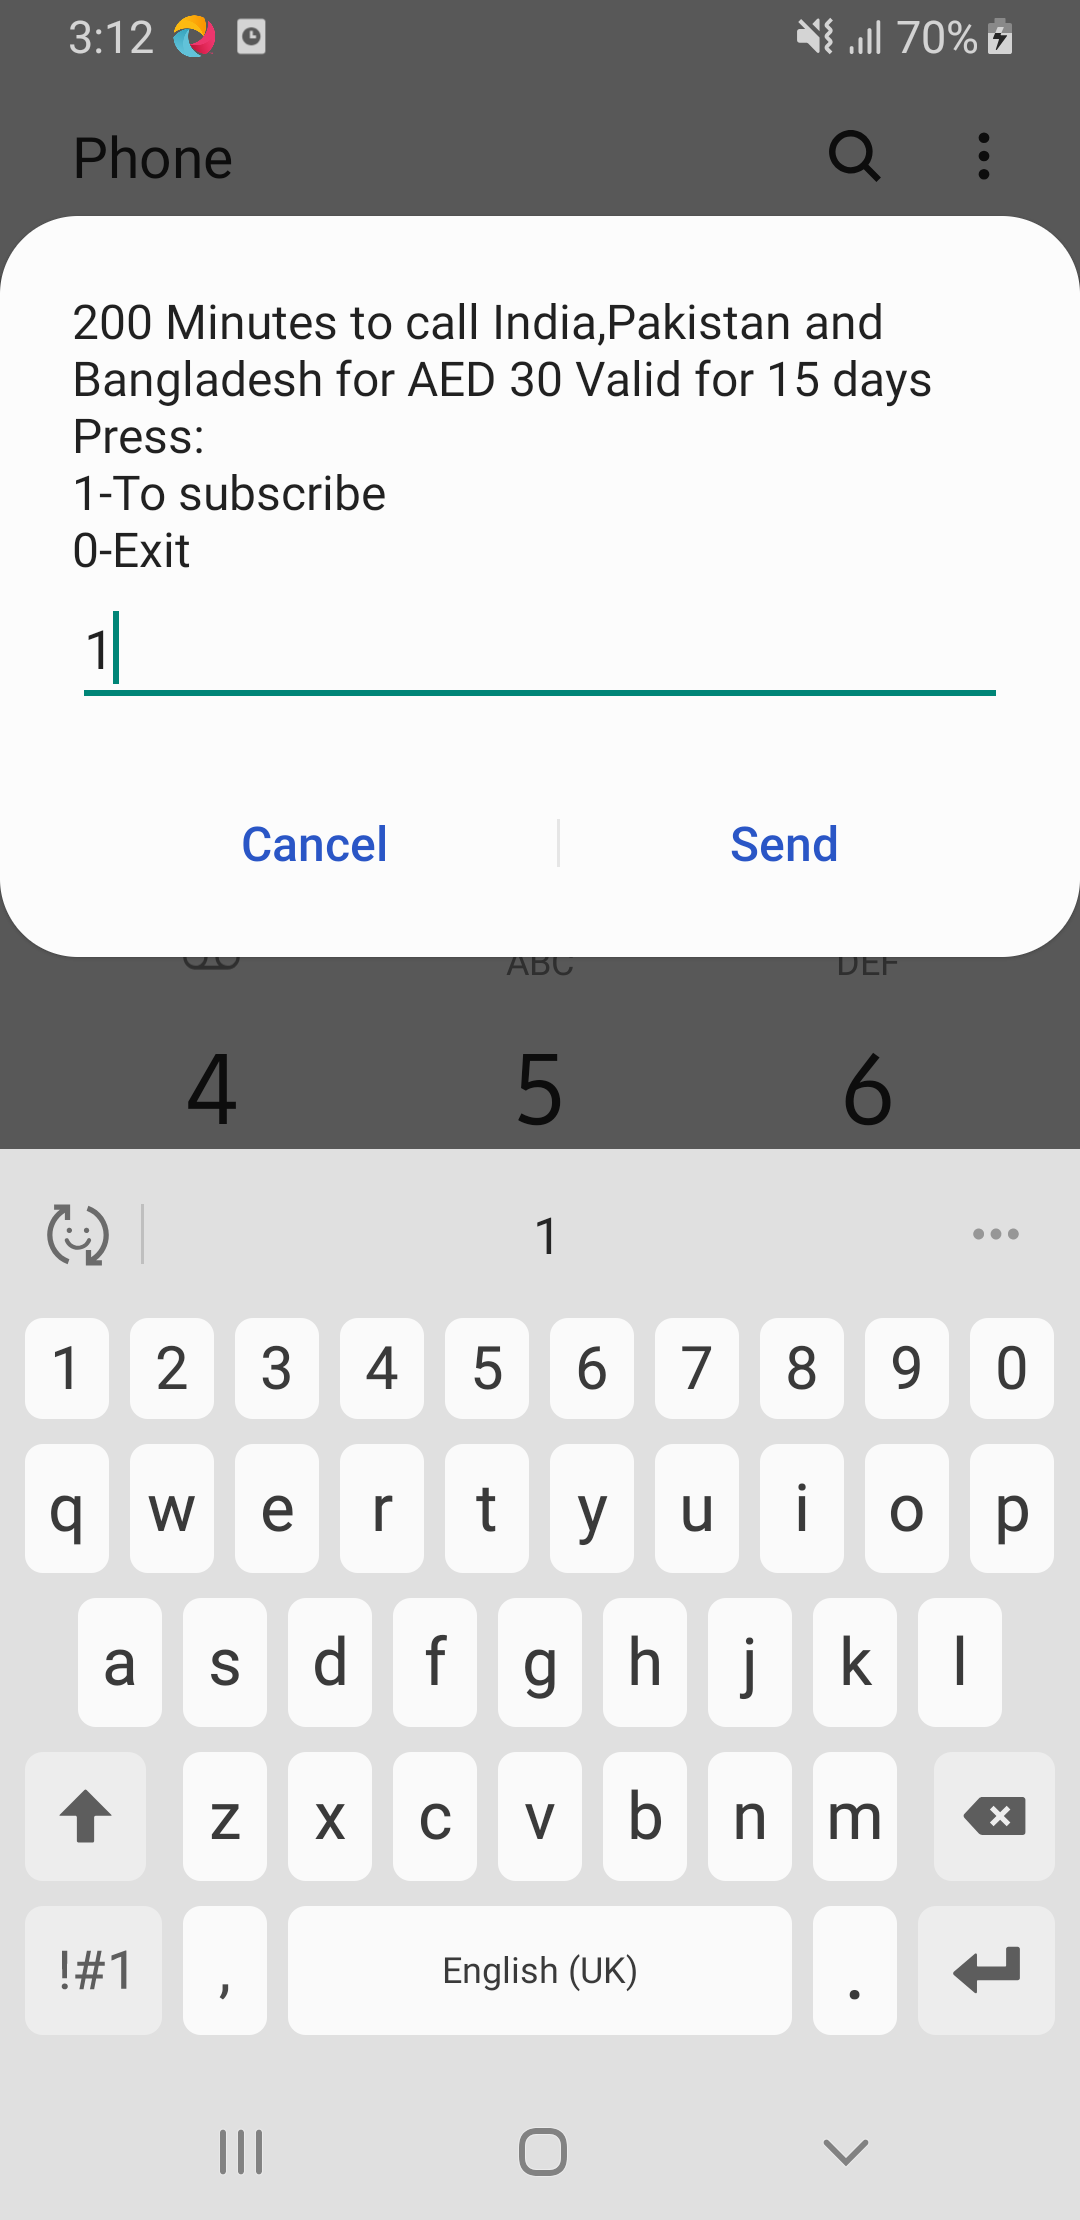 3:12 70%
Phone
200 Minutes to call India,Pakistan and
Bangladesh for AED 30 Valid for 15 days
Press:
1-To subscribe
0-Exit
1
Cancel Send
ABC DEF
4 5 6
1
1 2 3 4 5 6 7 8 9 0
q w e r t y u i o p
a s d f g h j k l
z x c v b n m
!#1 , English (UK) .